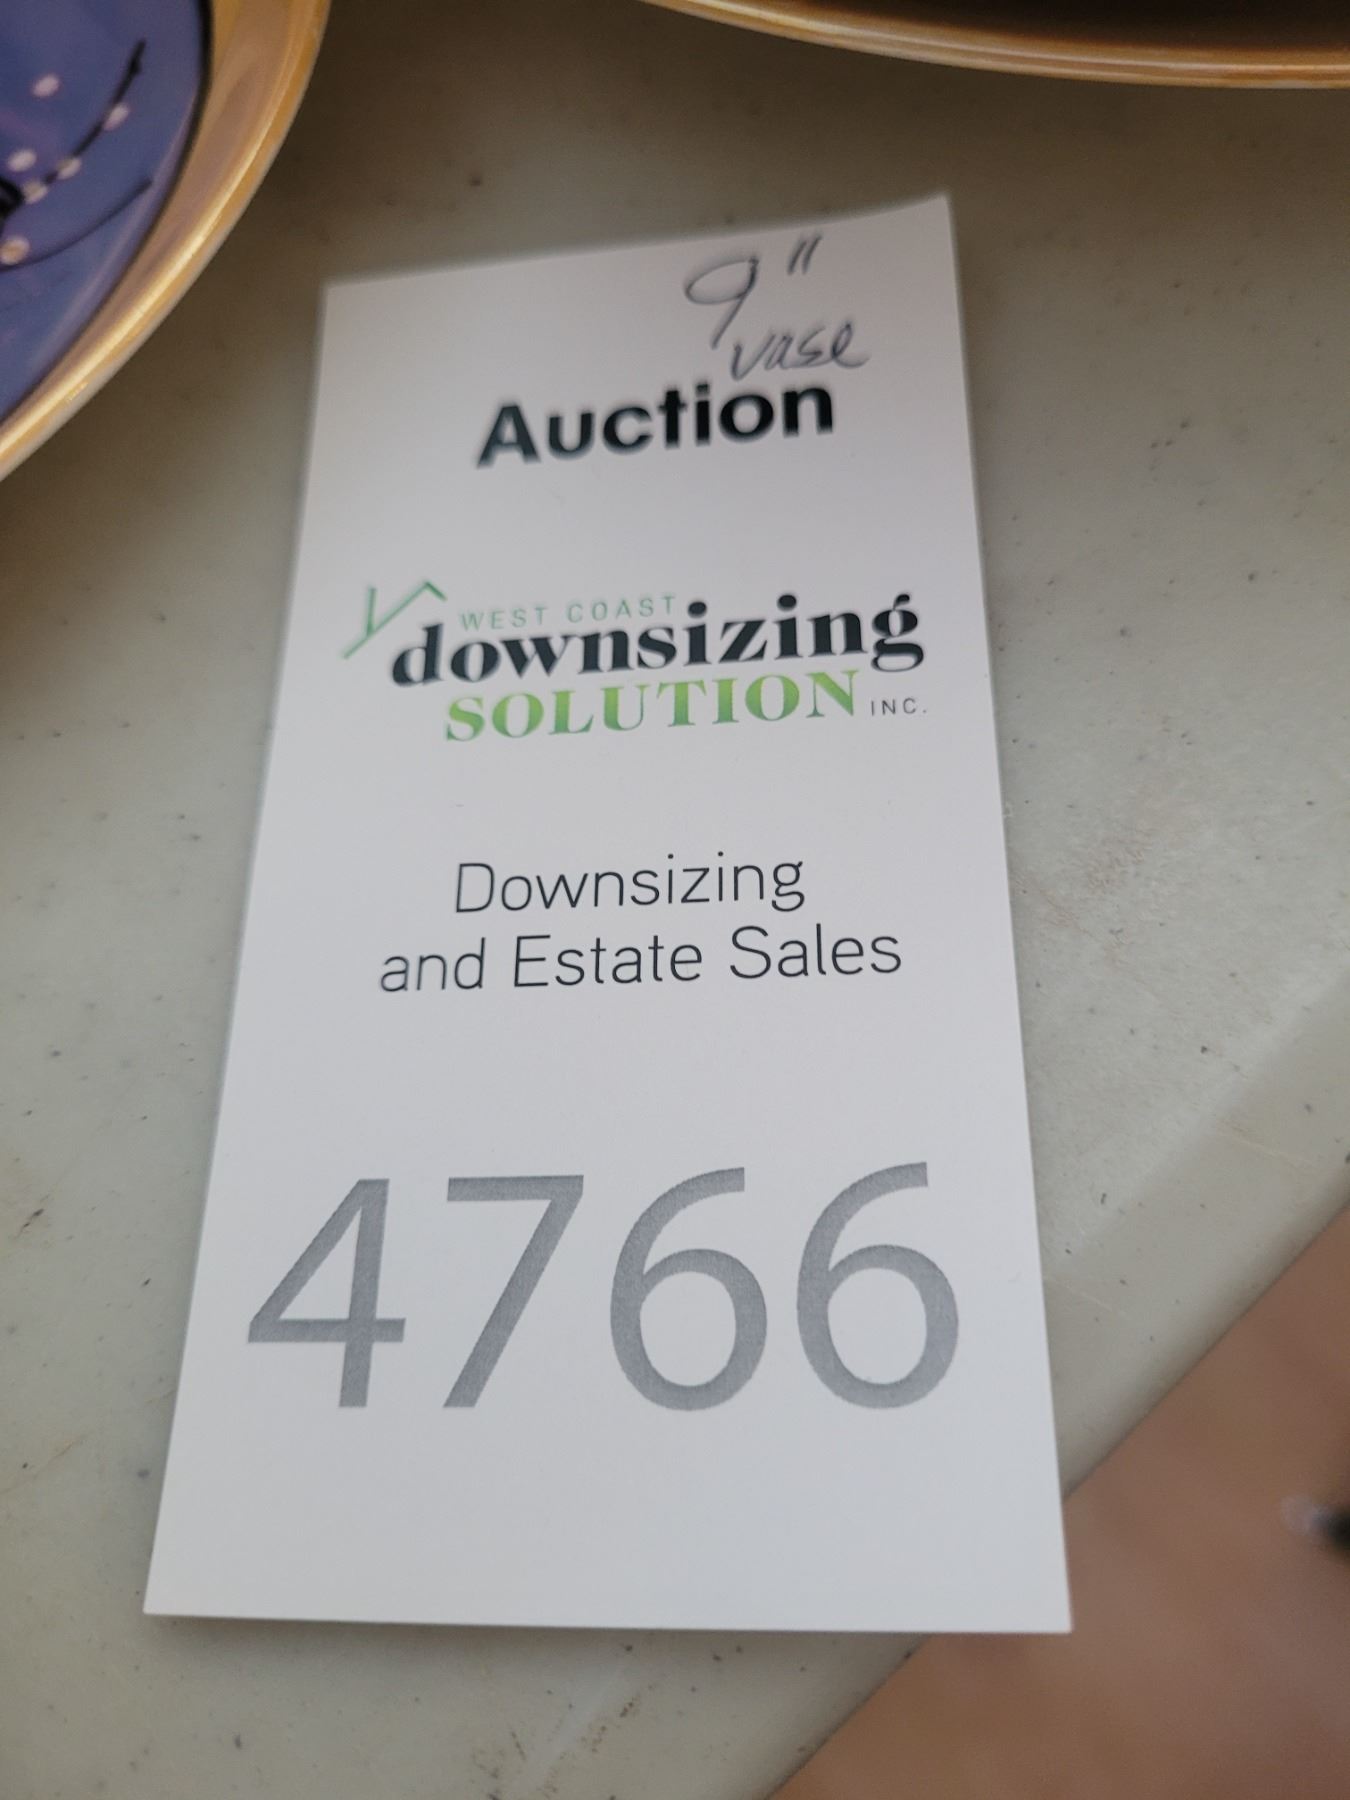 9"
vase
Auction
WEST COAST
downsizing
SOLUTION INC.
Downsizing
and Estate Sales
4766